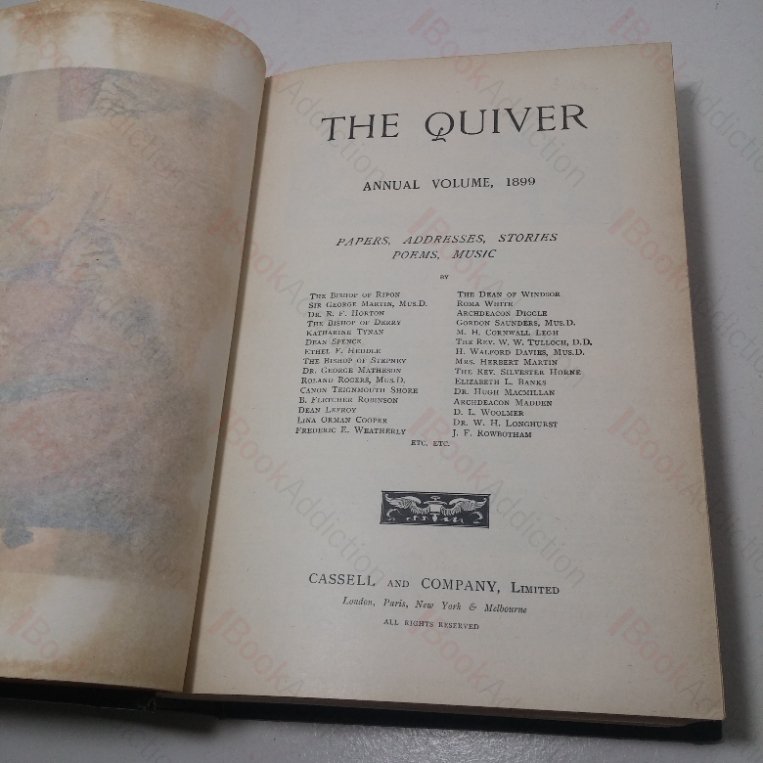 THE QUIVER
ANNUAL VOLUME, 1899
PAPERS, ADDRESSES, STORIES
POEMS, MUSIC
BY
THE BISHOP OF RIPON
SIR GEORGE MARTIN, MUS.D.
DR. R. F. HORTON
THE BISHOP OF DERRY
KATHARINE TYNAN
DEAN SPENCE
ETHEL F. HEDDLE
THE BISHOP OF STEPNEY
DR. GEORGE MATHESON
ROLAND ROGERS, MUS.D.
CANON TEIGNMOUTH SHORE
B. FLETCHER ROBINSON
DEAN LEFROY
LINA ORMAN COOPER
FREDERIC E. WEATHERLY
THE DEAN OF WINDSOR
ROMA WHITE
ARCHDEACON DIGGLE
GORDON SAUNDERS, MUS.D.
M. H. CORNWALL LEGH
THE REV. W. W. TULLOCH, D.D.
H. WALFORD DAVIES, MUS.D.
MRS. HERBERT MARTIN
THE REV. SILVESTER HORNE
ELIZABETH L. BANKS
DR. HUGH MACMILLAN
ARCHDEACON MADDEN
D. L. WOOLMER
DR. W. H. LONGHURST
J. F. ROWBOTHAM
ETC. ETC.
CASSELL AND COMPANY, LIMITED
London, Paris, New York & Melbourne
ALL RIGHTS RESERVED
BookAddiction